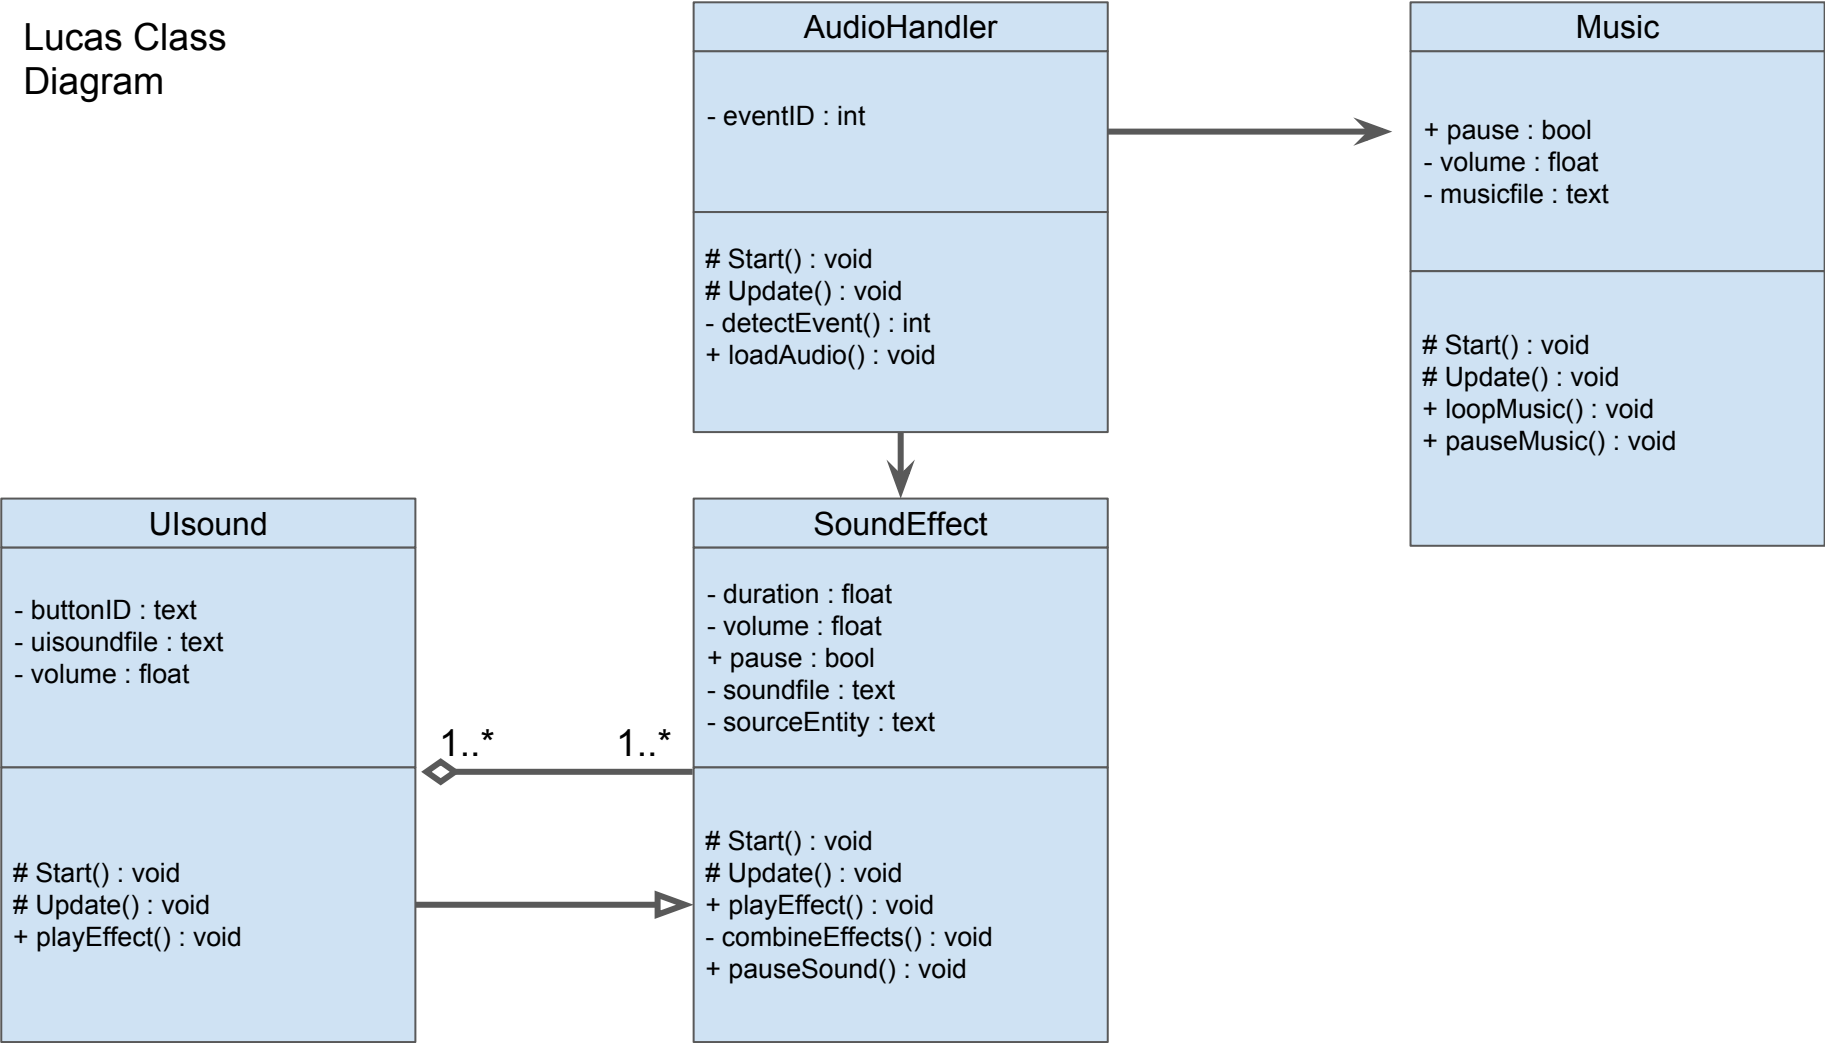 Lucas Class
Diagram
AudioHandler
- eventID : int
# Start() : void
# Update() : void
- detectEvent() : int
+ loadAudio() : void
Music
+ pause : bool
- volume : float
- musicfile : text
# Start() : void
# Update() : void
+ loopMusic() : void
+ pauseMusic() : void
UIsound
- buttonID : text
- uisoundfile : text
- volume : float
# Start() : void
# Update() : void
+ playEffect() : void
1..*
1..*
SoundEffect
- duration : float
- volume : float
+ pause : bool
- soundfile : text
- sourceEntity : text
# Start() : void
# Update() : void
+ playEffect() : void
- combineEffects() : void
+ pauseSound() : void